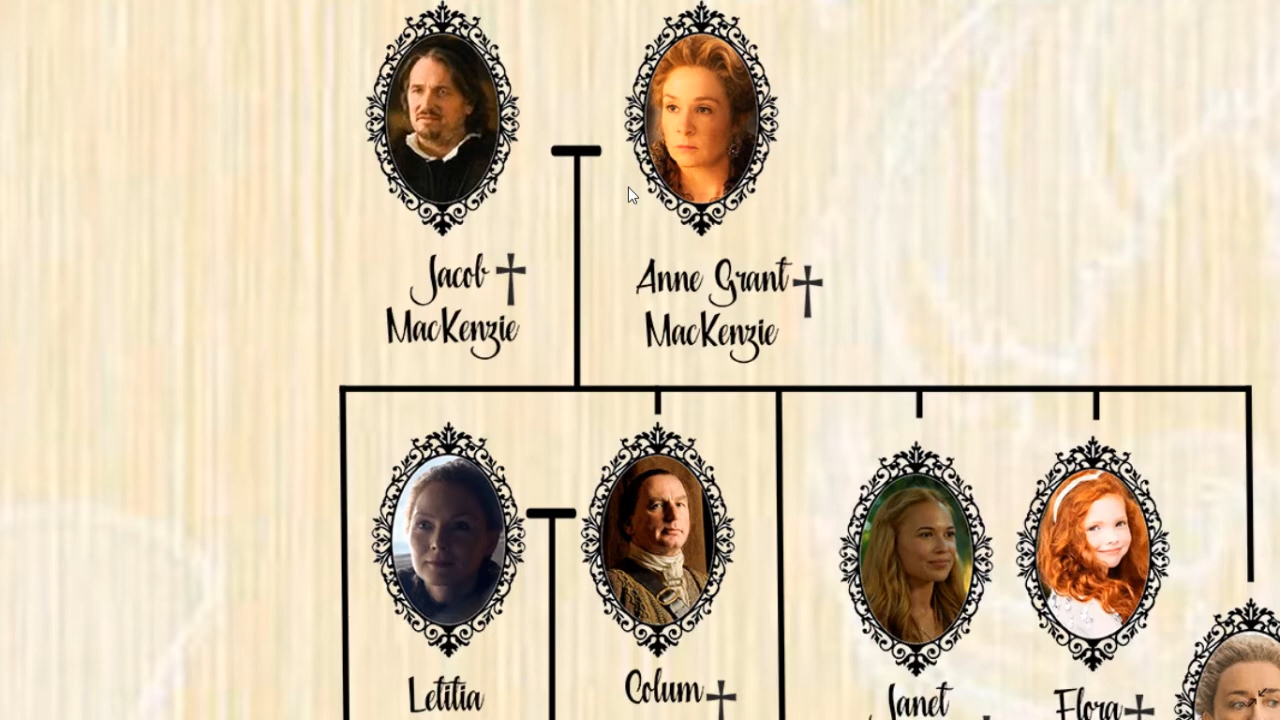 Jacob
MacKenzie
Anne Grant
MacKenzie
Letitia
Colum
Janet
Flora